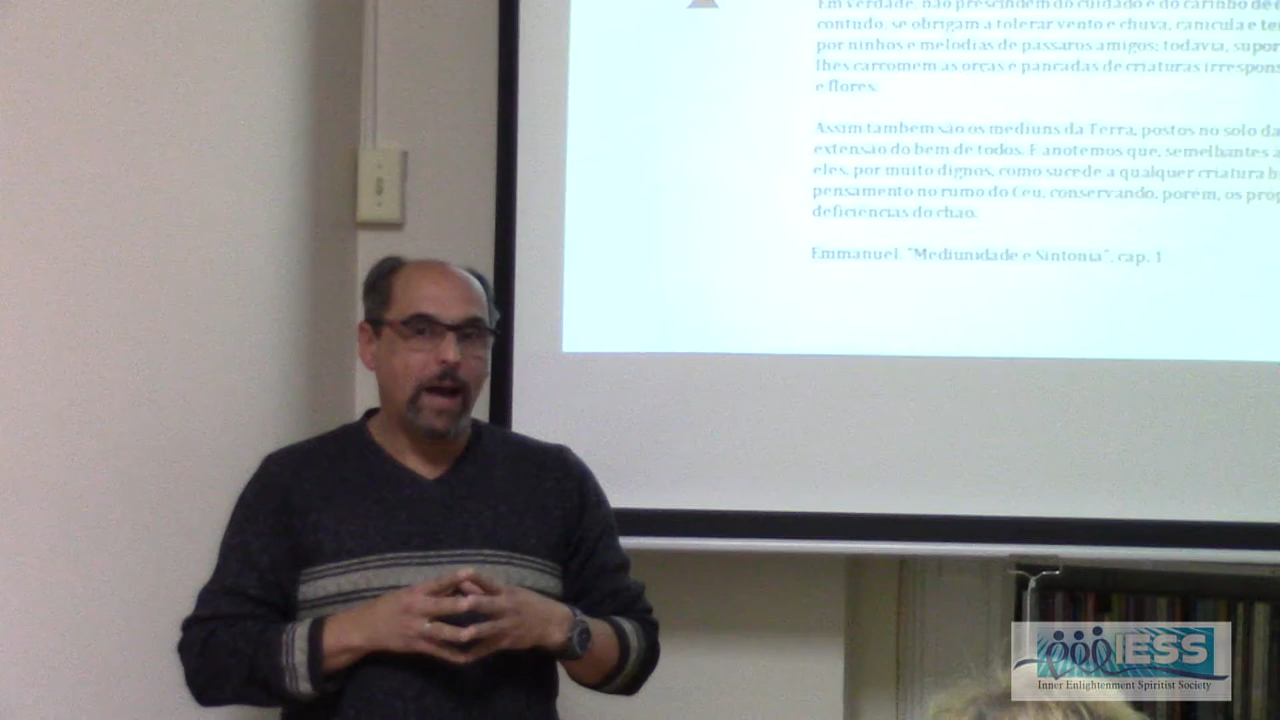 Em verdade, não prescindem do cuidado e do carinho de
contudo, se obrigam a tolerar vento e chuva, canícula e
por ninhos e melodias de pássaros amigos; todavia,
lhes carcomem as orças e pancadas de criaturas
e flores.
Assim também são os médiuns da Terra, postos no solo da
extensão do bem de todos. E anotemos que, semelhantes a
eles, por muito dignos, como sucede a qualquer criatura
pensamento no rumo do Céu, conservando, porém, os
deficiências do chão.
Emmanuel. "Mediunidade e Sintonia", cap. 1
IESS
Inner Enlightenment Spiritist Society